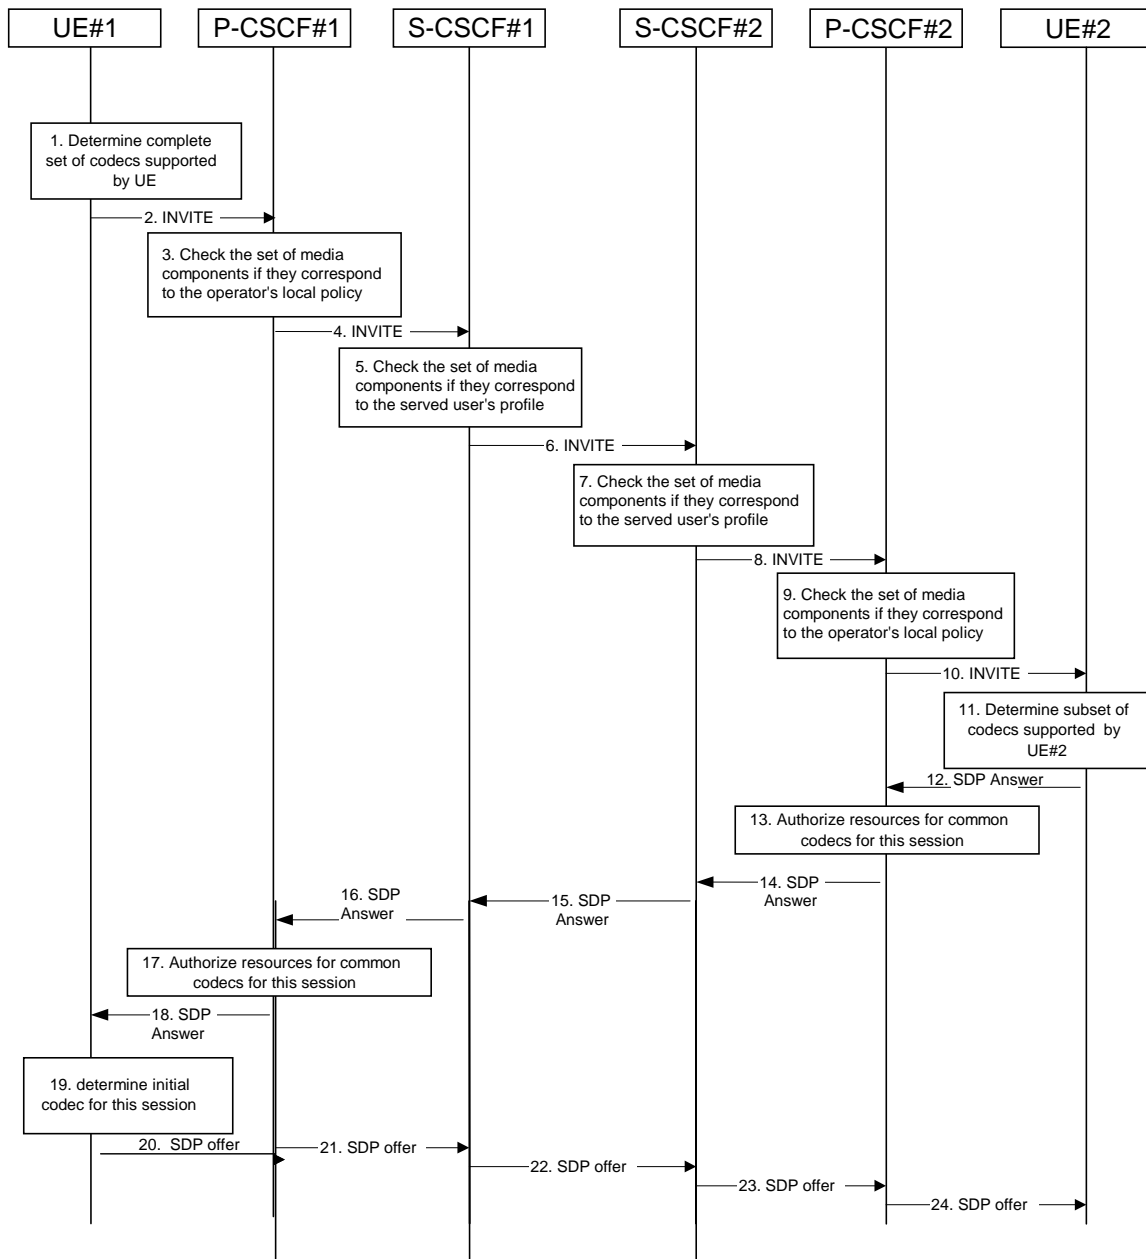 UE#1
P-CSCF#1
S-CSCF#1
S-CSCF#2
P-CSCF#2
UE#2
1. Determine complete
set of codecs supported
by UE
2. INVITE
3. Check the set of media
components if they correspond
to the operator's local policy
4. INVITE
5. Check the set of media
components if they correspond
to the served user's profile
6. INVITE
7. Check the set of media
components if they correspond
to the served user's profile
8. INVITE
9. Check the set of media
components if they correspond
to the operator's local policy
10. INVITE
11. Determine subset of
codecs supported by
UE#2
12. SDP Answer
13. Authorize resources for common
codecs for this session
14. SDP
Answer
15. SDP
Answer
16. SDP
Answer
17. Authorize resources for common
codecs for this session
18. SDP
Answer
19. determine initial
codec for this session
20. SDP offer
21. SDP offer
22. SDP offer
23. SDP offer
24. SDP offer